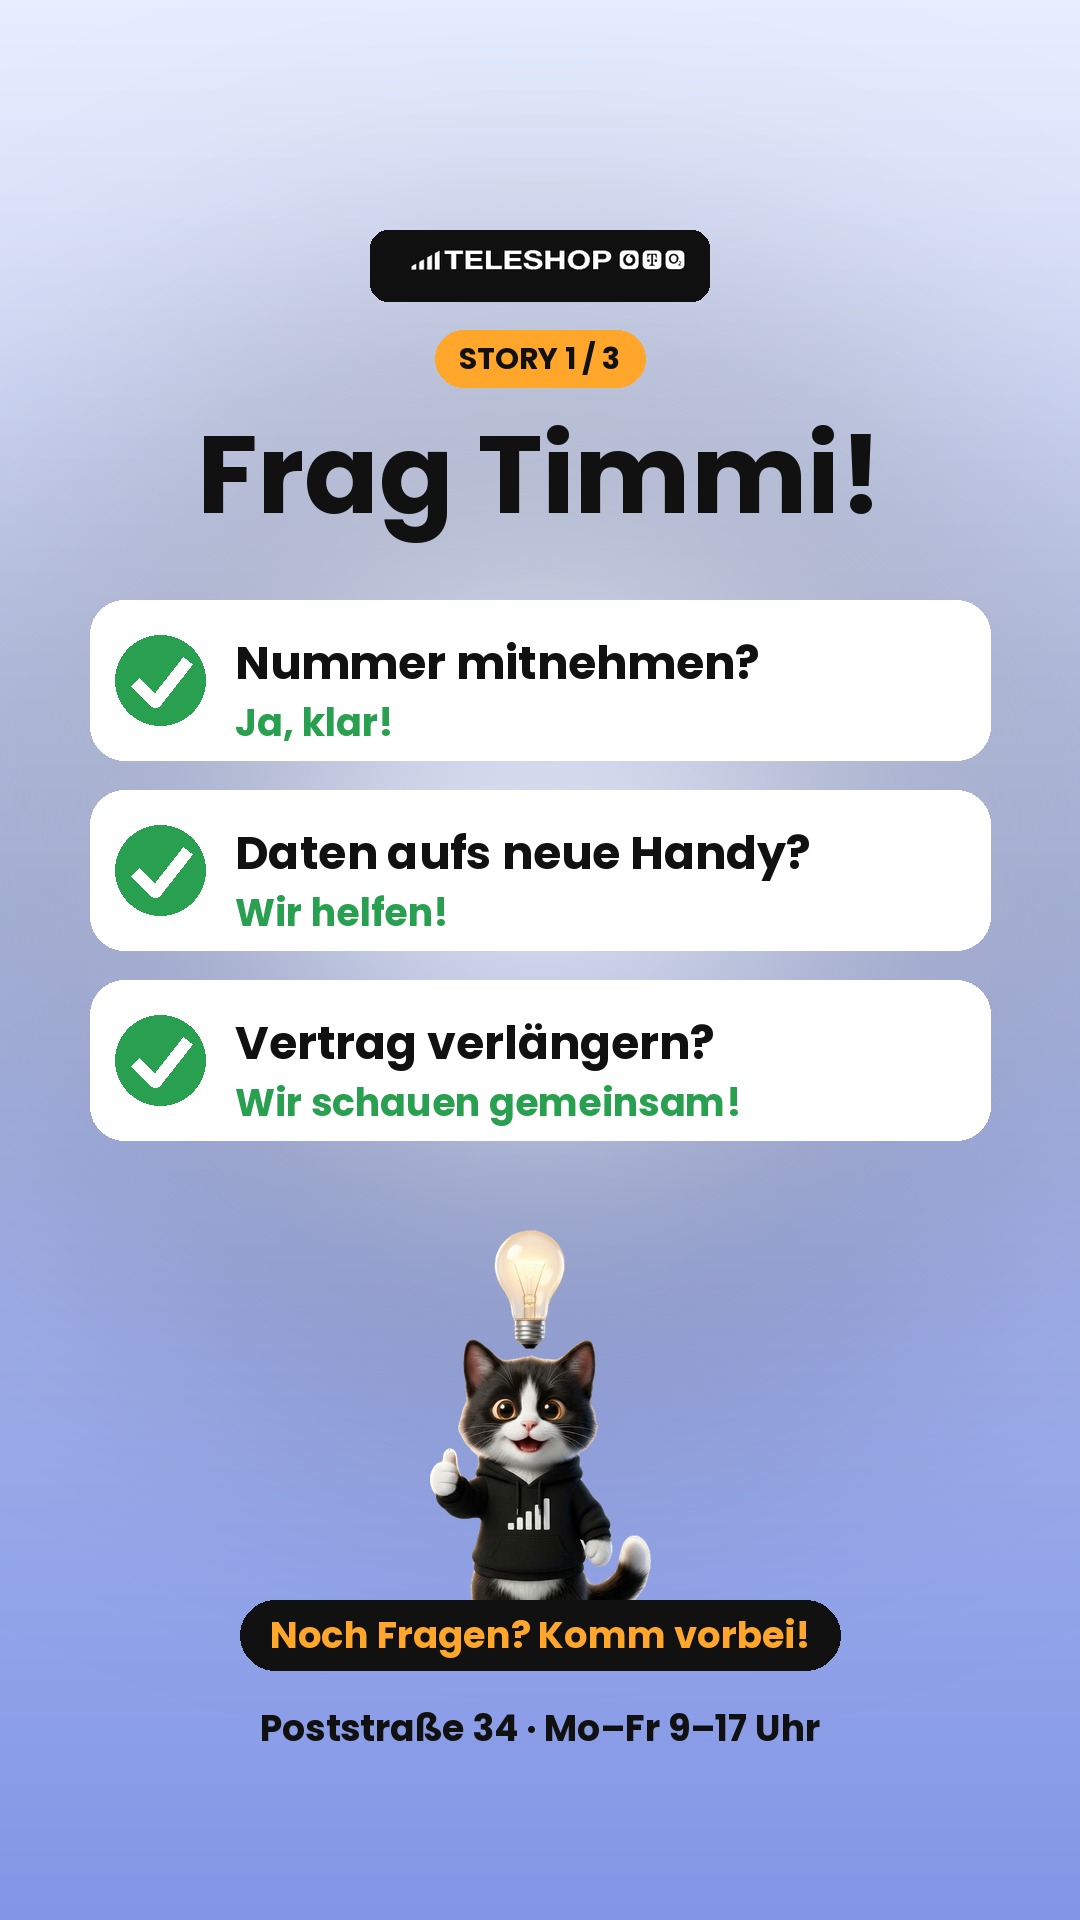 TELESHOP
STORY 1 / 3
Frag Timmi!
Nummer mitnehmen?
Ja, klar!
Daten aufs neue Handy?
Wir helfen!
Vertrag verlängern?
Wir schauen gemeinsam!
Noch Fragen? Komm vorbei!
Poststraße 34 · Mo–Fr 9–17 Uhr